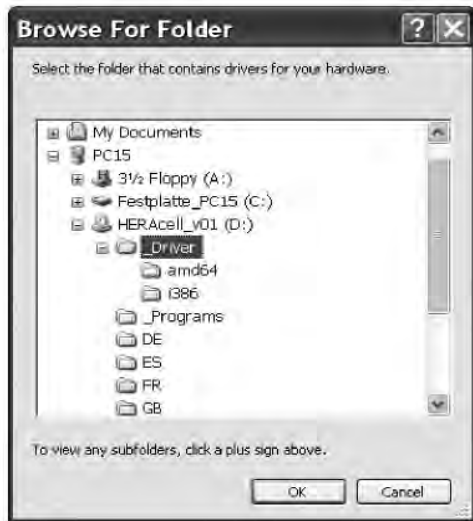 Browse For Folder
Select the folder that contains drivers for your hardware.
My Documents
PC15
3½ Floppy (A:)
Festplatte_PC15 (C:)
HERAcell_v01 (D:)
_Driver
amd64
i386
_Programs
DE
ES
FR
GB
To view any subfolders, click a plus sign above.
OK Cancel